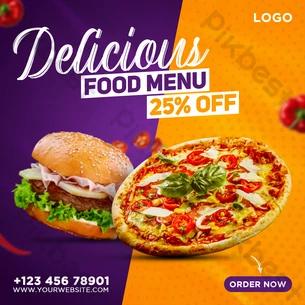 LOGO
Delicious
FOOD MENU
25% OFF
+123 456 78901
WWW.YOURWEBSITE.COM
ORDER NOW